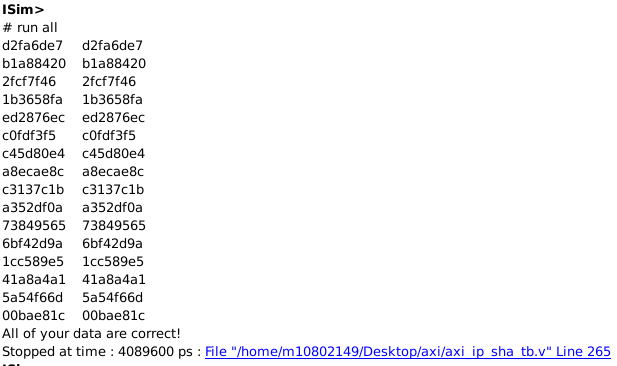 ISim>
# run all
d2fa6de7 d2fa6de7
b1a88420 b1a88420
2fcf7f46 2fcf7f46
1b3658fa 1b3658fa
ed2876ec ed2876ec
c0fdf3f5 c0fdf3f5
c45d80e4 c45d80e4
a8ecae8c a8ecae8c
c3137c1b c3137c1b
a352df0a a352df0a
73849565 73849565
6bf42d9a 6bf42d9a
1cc589e5 1cc589e5
41a8a4a1 41a8a4a1
5a54f66d 5a54f66d
00bae81c 00bae81c
All of your data are correct!
Stopped at time : 4089600 ps : File "/home/m10802149/Desktop/axi/axi_ip_sha_tb.v" Line 265